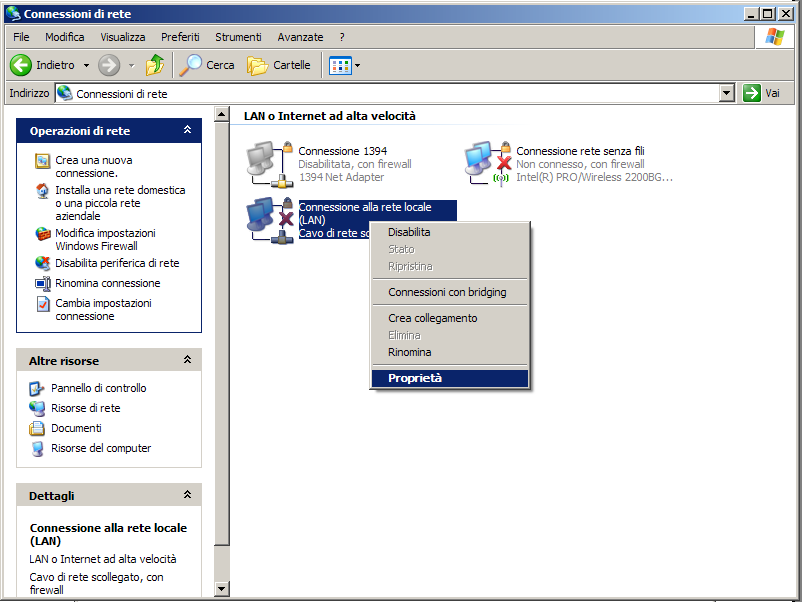 Connessioni di rete
File Modifica Visualizza Preferiti Strumenti Avanzate ?
Indietro Cerca Cartelle
Indirizzo Connessioni di rete Vai
Operazioni di rete
Crea una nuova
connessione.
Installa una rete domestica
o una piccola rete
aziendale
Modifica impostazioni
Windows Firewall
Disabilita periferica di rete
Rinomina connessione
Cambia impostazioni
connessione
Altre risorse
Pannello di controllo
Risorse di rete
Documenti
Risorse del computer
Dettagli
Connessione alla rete locale
(LAN)
LAN o Internet ad alta velocità
Cavo di rete scollegato, con
firewall
LAN o Internet ad alta velocità
Connessione 1394
Disabilitata, con firewall
1394 Net Adapter
Connessione rete senza fili
Non connesso, con firewall
Intel(R) PRO/Wireless 2200BG...
Connessione alla rete locale
(LAN)
Cavo di rete sc
Disabilita
Stato
Ripristina
Connessioni con bridging
Crea collegamento
Elimina
Rinomina
Proprietà